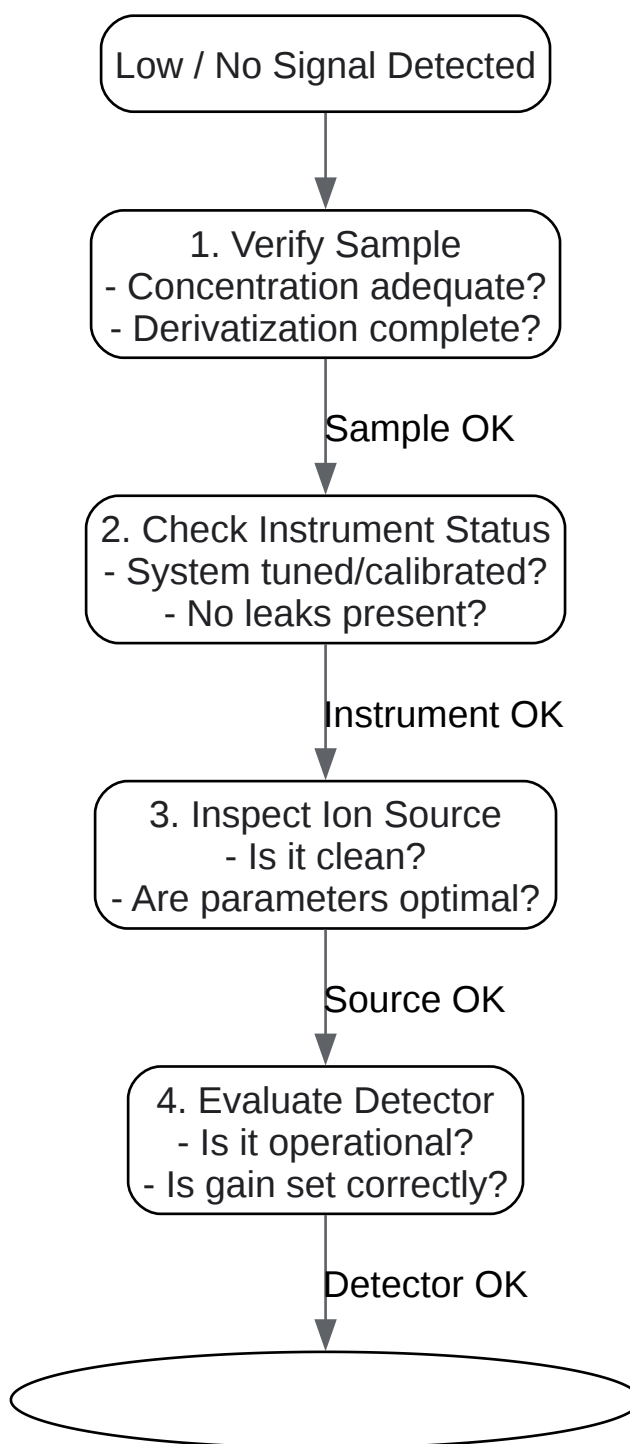 Low / No Signal Detected
1. Verify Sample
- Concentration adequate?
- Derivatization complete?
Sample OK
2. Check Instrument Status
- System tuned/calibrated?
- No leaks present?
Instrument OK
3. Inspect Ion Source
- Is it clean?
- Are parameters optimal?
Source OK
4. Evaluate Detector
- Is it operational?
- Is gain set correctly?
Detector OK